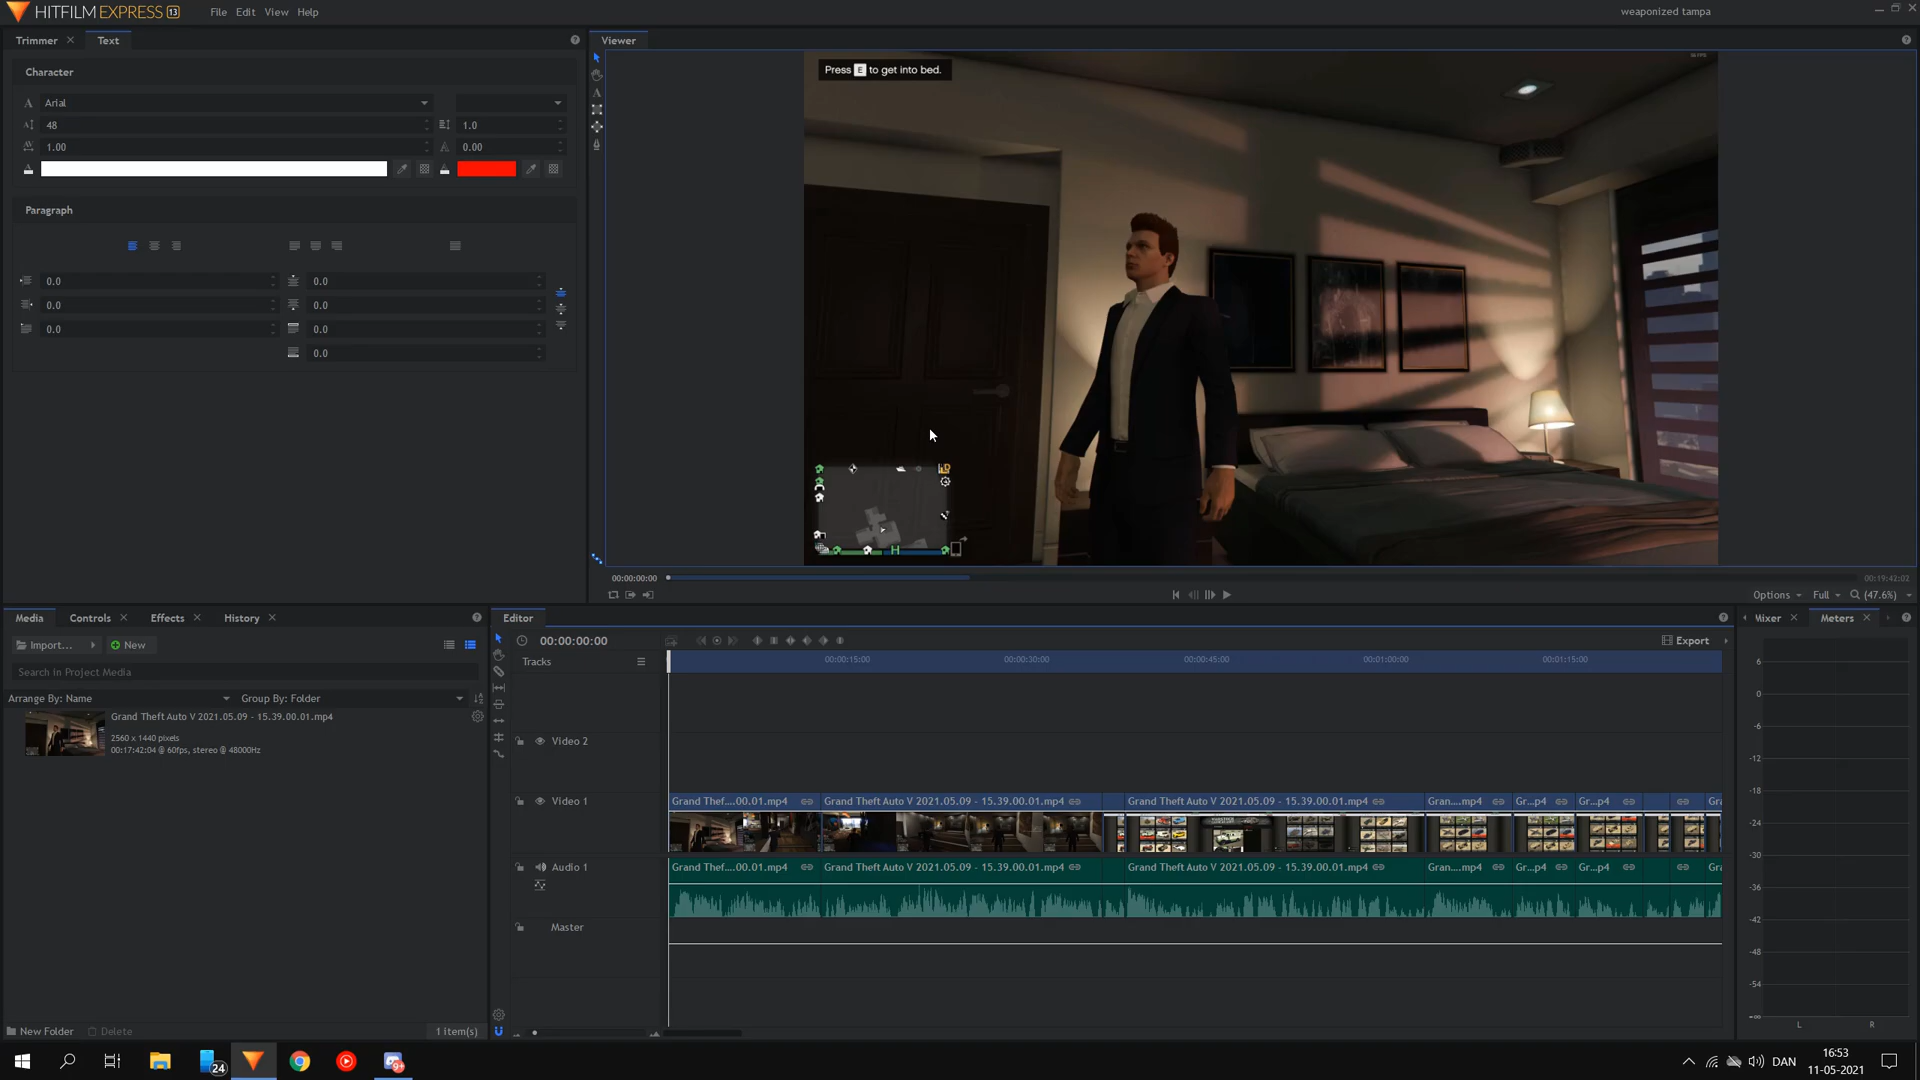 HITFILM EXPRESS 13
File Edit View Help
weaponized tampa
Trimmer
Text
Viewer
Character
Arial
48
1.0
1.00
0.00
Paragraph
0.0
0.0
0.0
0.0
0.0
0.0
0.0
Press E to get into bed.
00:00:00:00
00:19:42:02
Options
Full
(47.6%)
Media
Controls
Effects
History
Import...
New
Search in Project Media
Arrange By: Name
Group By: Folder
Grand Theft Auto V 2021.05.09 - 15.39.00.01.mp4
2560 x 1440 pixels
00:17:42:04 @ 60fps, stereo @ 48000Hz
New Folder
Delete
1 item(s)
Editor
00:00:00:00
Export
Tracks
00:00:15:00
00:00:30:00
00:00:45:00
00:01:00:00
00:01:15:00
Video 2
Video 1
Grand Thef....00.01.mp4
Grand Theft Auto V 2021.05.09 - 15.39.00.01.mp4
Grand Theft Auto V 2021.05.09 - 15.39.00.01.mp4
Gran....mp4
Gr...p4
Gr...p4
Gra
Audio 1
Grand Thef....00.01.mp4
Grand Theft Auto V 2021.05.09 - 15.39.00.01.mp4
Grand Theft Auto V 2021.05.09 - 15.39.00.01.mp4
Gran....mp4
Gr...p4
Gr...p4
Gra
Master
Mixer
Meters
6
0
-6
-12
-18
-24
-30
-36
-42
-48
-54
-∞
L R
24
9+
DAN
16:53
11-05-2021